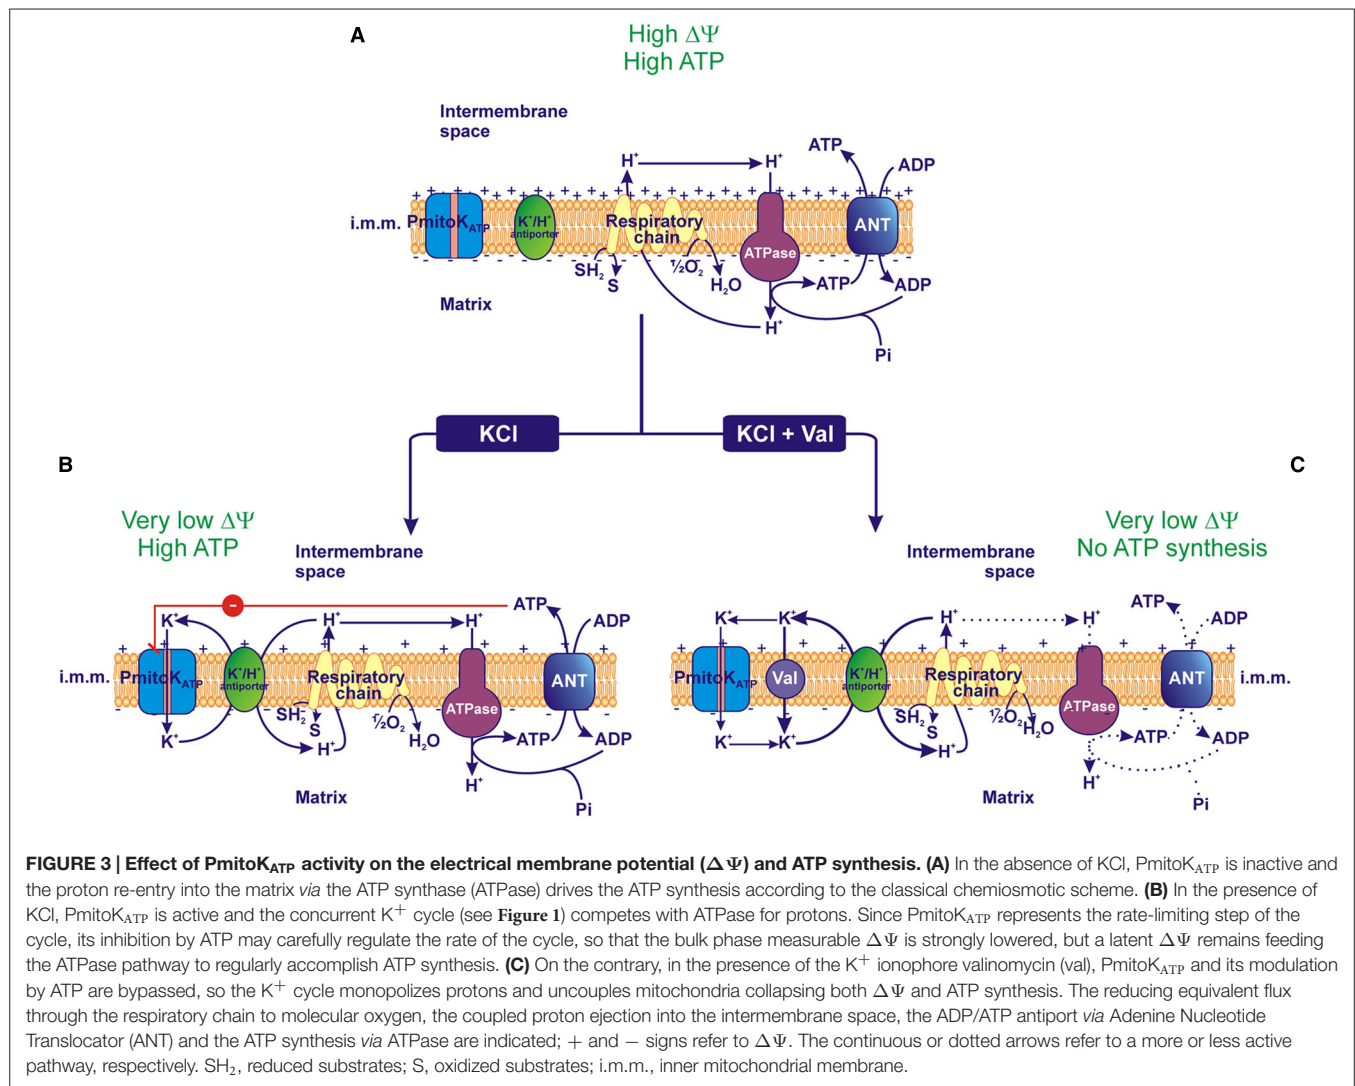 A
High ΔΨ
High ATP
Intermembrane
space
ATP
ADP
H⁺
H⁺
i.m.m.
PmitoK_ATP
K⁺/H⁺
antiporter
Respiratory
chain
ATPase
ANT
SH₂
S
½O₂
H₂O
ATP
ADP
Matrix
H⁺
Pi
KCl
KCl + Val
B
C
Very low ΔΨ
High ATP
Intermembrane
space
-
ATP
ADP
K⁺
H⁺
H⁺
i.m.m.
PmitoK_ATP
K⁺/H⁺
antiporter
Respiratory
chain
ATPase
ANT
SH₂
S
½O₂
H₂O
K⁺
H⁺
ATP
ADP
H⁺
Matrix
Pi
Very low ΔΨ
No ATP synthesis
Intermembrane
space
ATP
ADP
K⁺
K⁺
H⁺
H⁺
PmitoK_ATP
Val
K⁺/H⁺
antiporter
Respiratory
chain
ATPase
ANT
i.m.m.
SH₂
S
½O₂
H₂O
K⁺
K⁺
H⁺
ATP
ADP
H⁺
Matrix
Pi
FIGURE 3 | Effect of PmitoK_ATP activity on the electrical membrane potential (ΔΨ) and ATP synthesis. (A) In the absence of KCl, PmitoK_ATP is inactive and
the proton re-entry into the matrix via the ATP synthase (ATPase) drives the ATP synthesis according to the classical chemiosmotic scheme. (B) In the presence of
KCl, PmitoK_ATP is active and the concurrent K⁺ cycle (see Figure 1) competes with ATPase for protons. Since PmitoK_ATP represents the rate-limiting step of the
cycle, its inhibition by ATP may carefully regulate the rate of the cycle, so that the bulk phase measurable ΔΨ is strongly lowered, but a latent ΔΨ remains feeding
the ATPase pathway to regularly accomplish ATP synthesis. (C) On the contrary, in the presence of the K⁺ ionophore valinomycin (val), PmitoK_ATP and its modulation
by ATP are bypassed, so the K⁺ cycle monopolizes protons and uncouples mitochondria collapsing both ΔΨ and ATP synthesis. The reducing equivalent flux
through the respiratory chain to molecular oxygen, the coupled proton ejection into the intermembrane space, the ADP/ATP antiport via Adenine Nucleotide
Translocator (ANT) and the ATP synthesis via ATPase are indicated; + and − signs refer to ΔΨ. The continuous or dotted arrows refer to a more or less active
pathway, respectively. SH₂, reduced substrates; S, oxidized substrates; i.m.m., inner mitochondrial membrane.